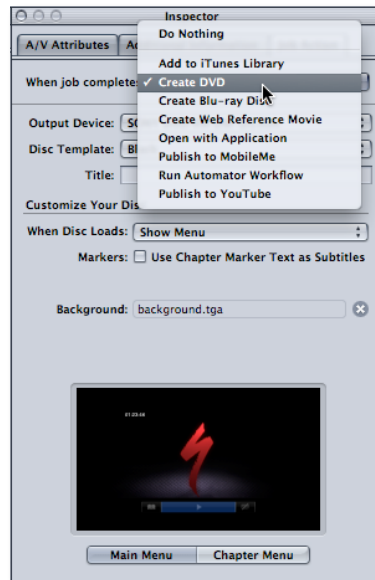 Inspector
Do Nothing
A/V Attributes
Add to iTunes Library
When job complete
✓ Create DVD
Create Blu-ray Disc
Create Web Reference Movie
Output Device:
Open with Application
Disc Template:
Publish to MobileMe
Title:
Run Automator Workflow
Publish to YouTube
Customize Your Dis
When Disc Loads: Show Menu
Markers: Use Chapter Marker Text as Subtitles
Background: background.tga
Main Menu Chapter Menu